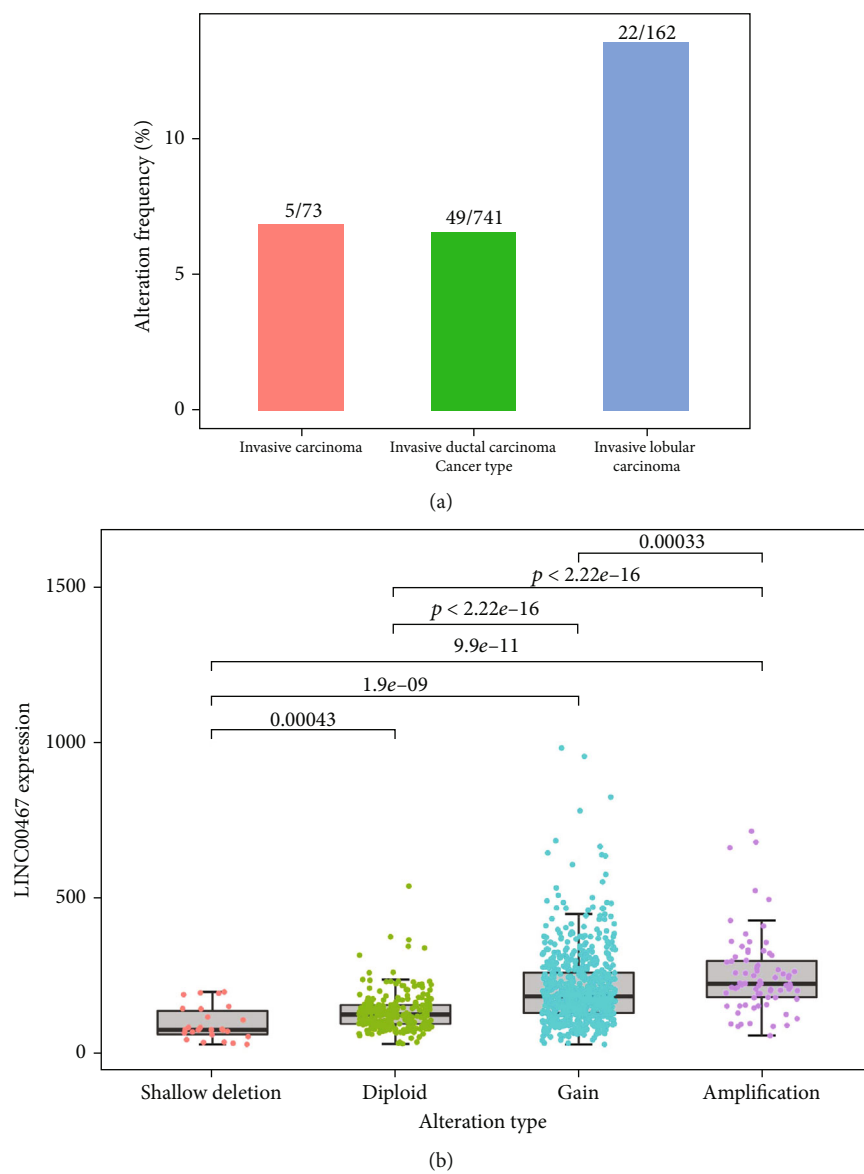 22/162
10
5/73
49/741
5
0
Alteration frequency (%)
Invasive carcinoma
Invasive ductal carcinoma
Invasive lobular
carcinoma
Cancer type
(a)
0.00033
1500
p < 2.22e–16
p < 2.22e–16
9.9e–11
1.9e–09
0.00043
1000
LINC00467 expression
500
0
Shallow deletion
Diploid
Gain
Amplification
Alteration type
(b)